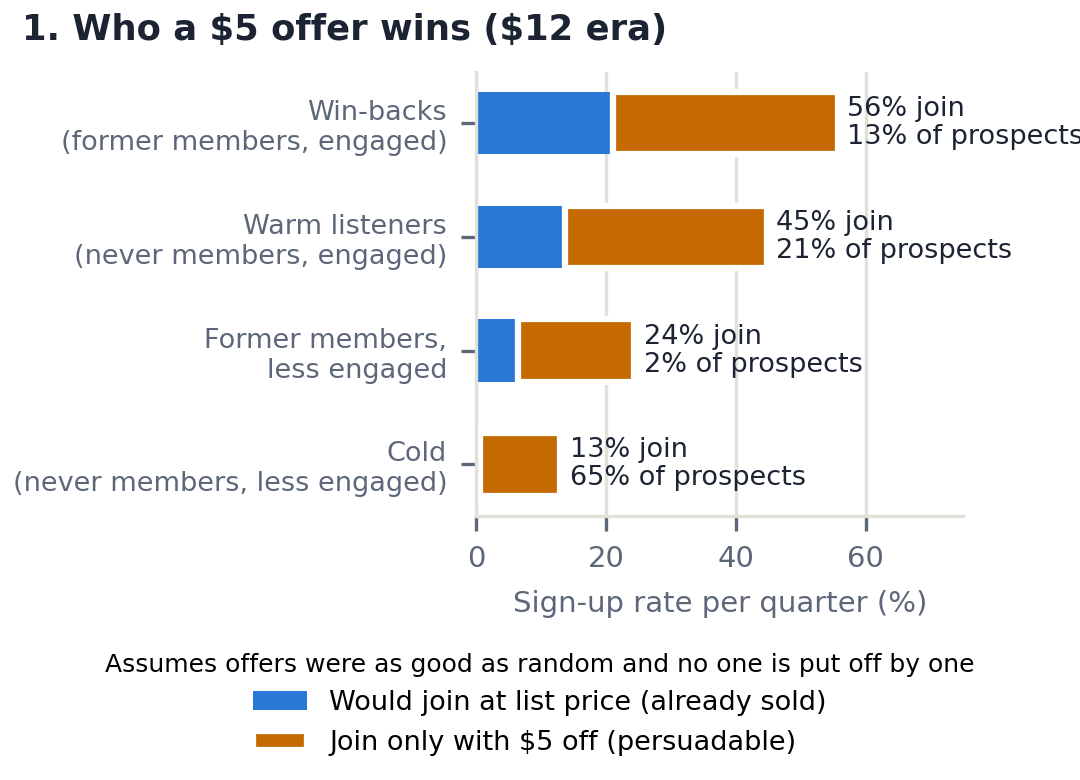 1. Who a $5 offer wins ($12 era)
Win-backs
(former members, engaged)
56% join
13% of prospects
Warm listeners
(never members, engaged)
45% join
21% of prospects
Former members,
less engaged
24% join
2% of prospects
Cold
(never members, less engaged)
13% join
65% of prospects
0 20 40 60
Sign-up rate per quarter (%)
Assumes offers were as good as random and no one is put off by one
Would join at list price (already sold)
Join only with $5 off (persuadable)